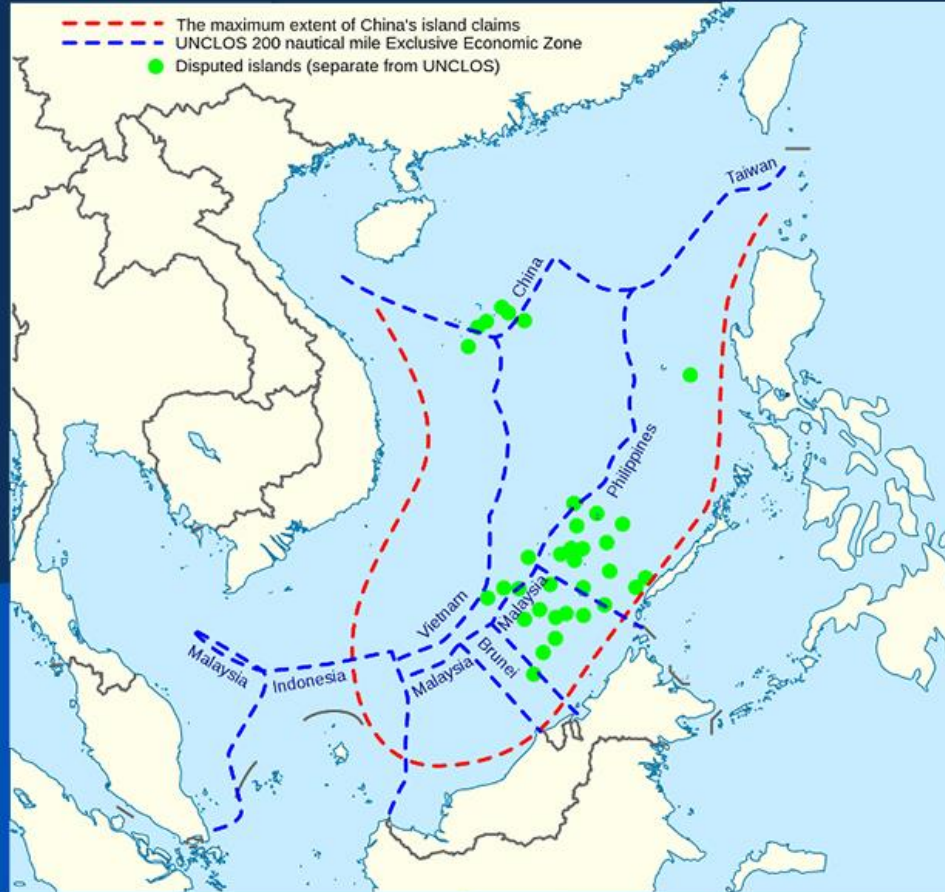 The maximum extent of China's island claims
UNCLOS 200 nautical mile Exclusive Economic Zone
Disputed islands (separate from UNCLOS)
Taiwan
China
Philippines
Malaysia
Vietnam
Brunei
Malaysia
Indonesia
Malaysia